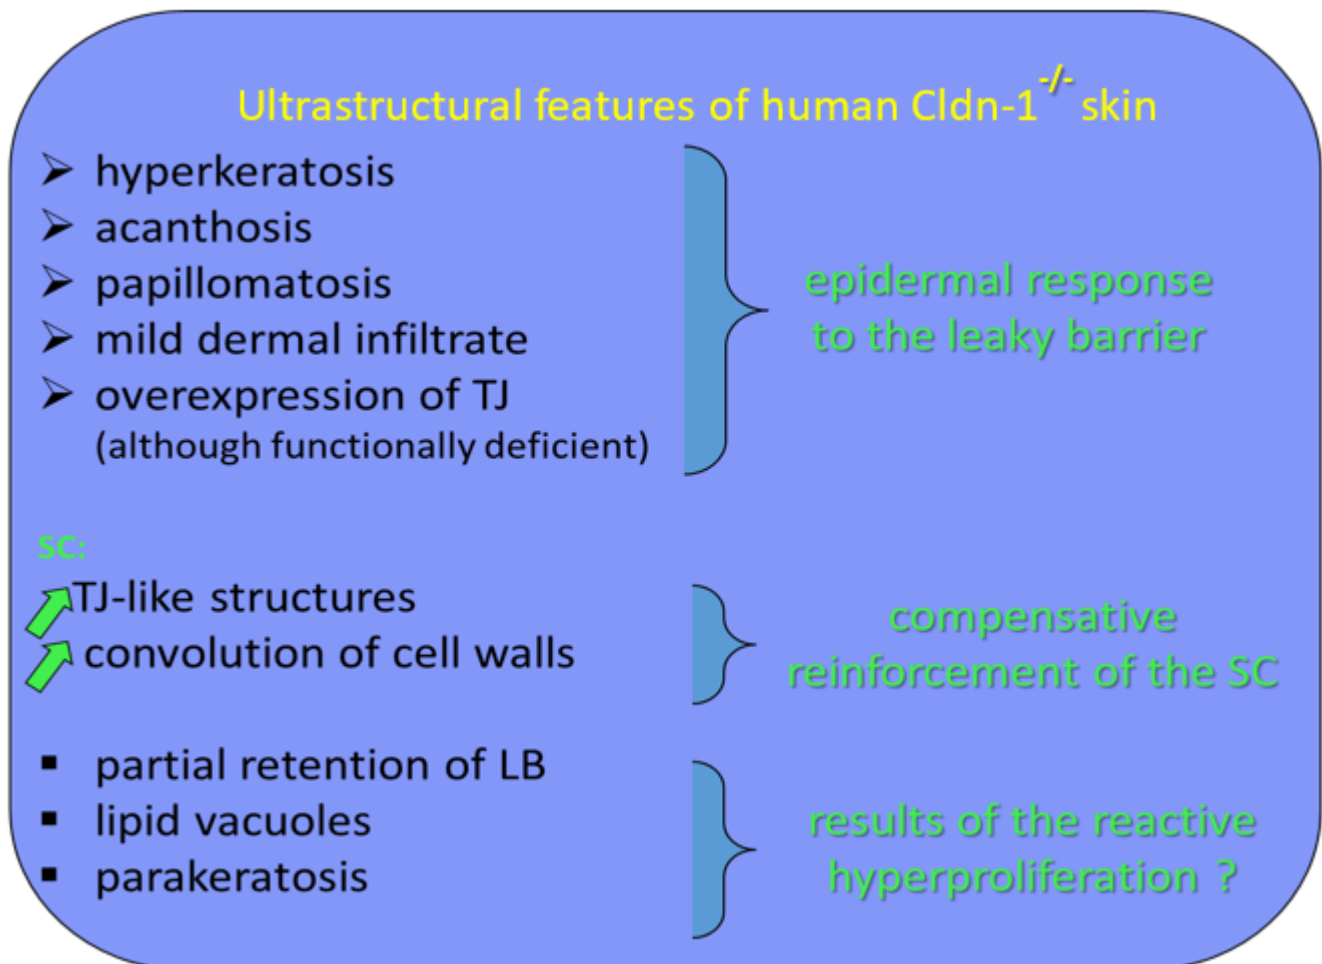 Ultrastructural features of human Cldn-1-/- skin
hyperkeratosis
acanthosis
papillomatosis
mild dermal infiltrate
overexpression of TJ
(although functionally deficient)
epidermal response
to the leaky barrier
SC:
TJ-like structures
convolution of cell walls
compensative
reinforcement of the SC
partial retention of LB
lipid vacuoles
parakeratosis
results of the reactive
hyperproliferation ?